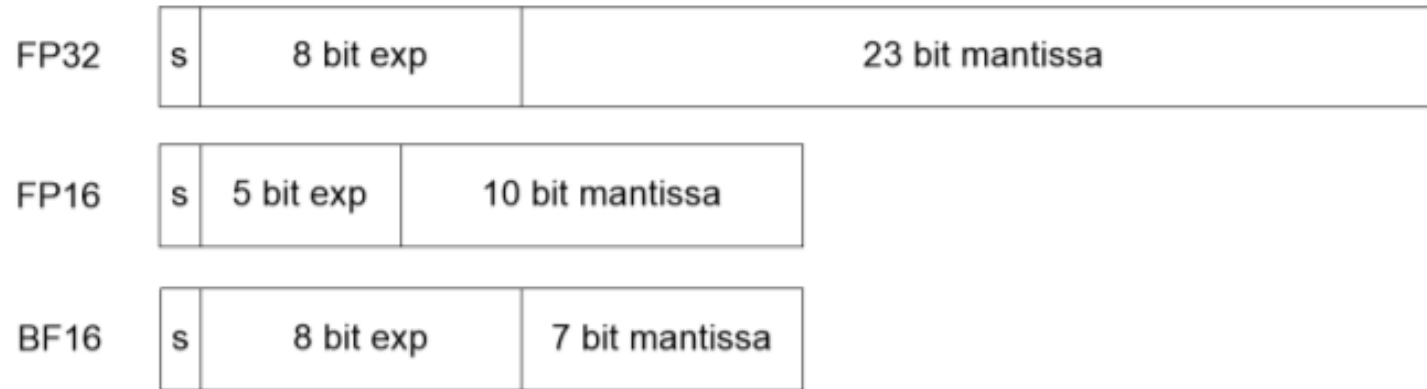 FP32 s 8 bit exp 23 bit mantissa
FP16 s 5 bit exp 10 bit mantissa
BF16 s 8 bit exp 7 bit mantissa